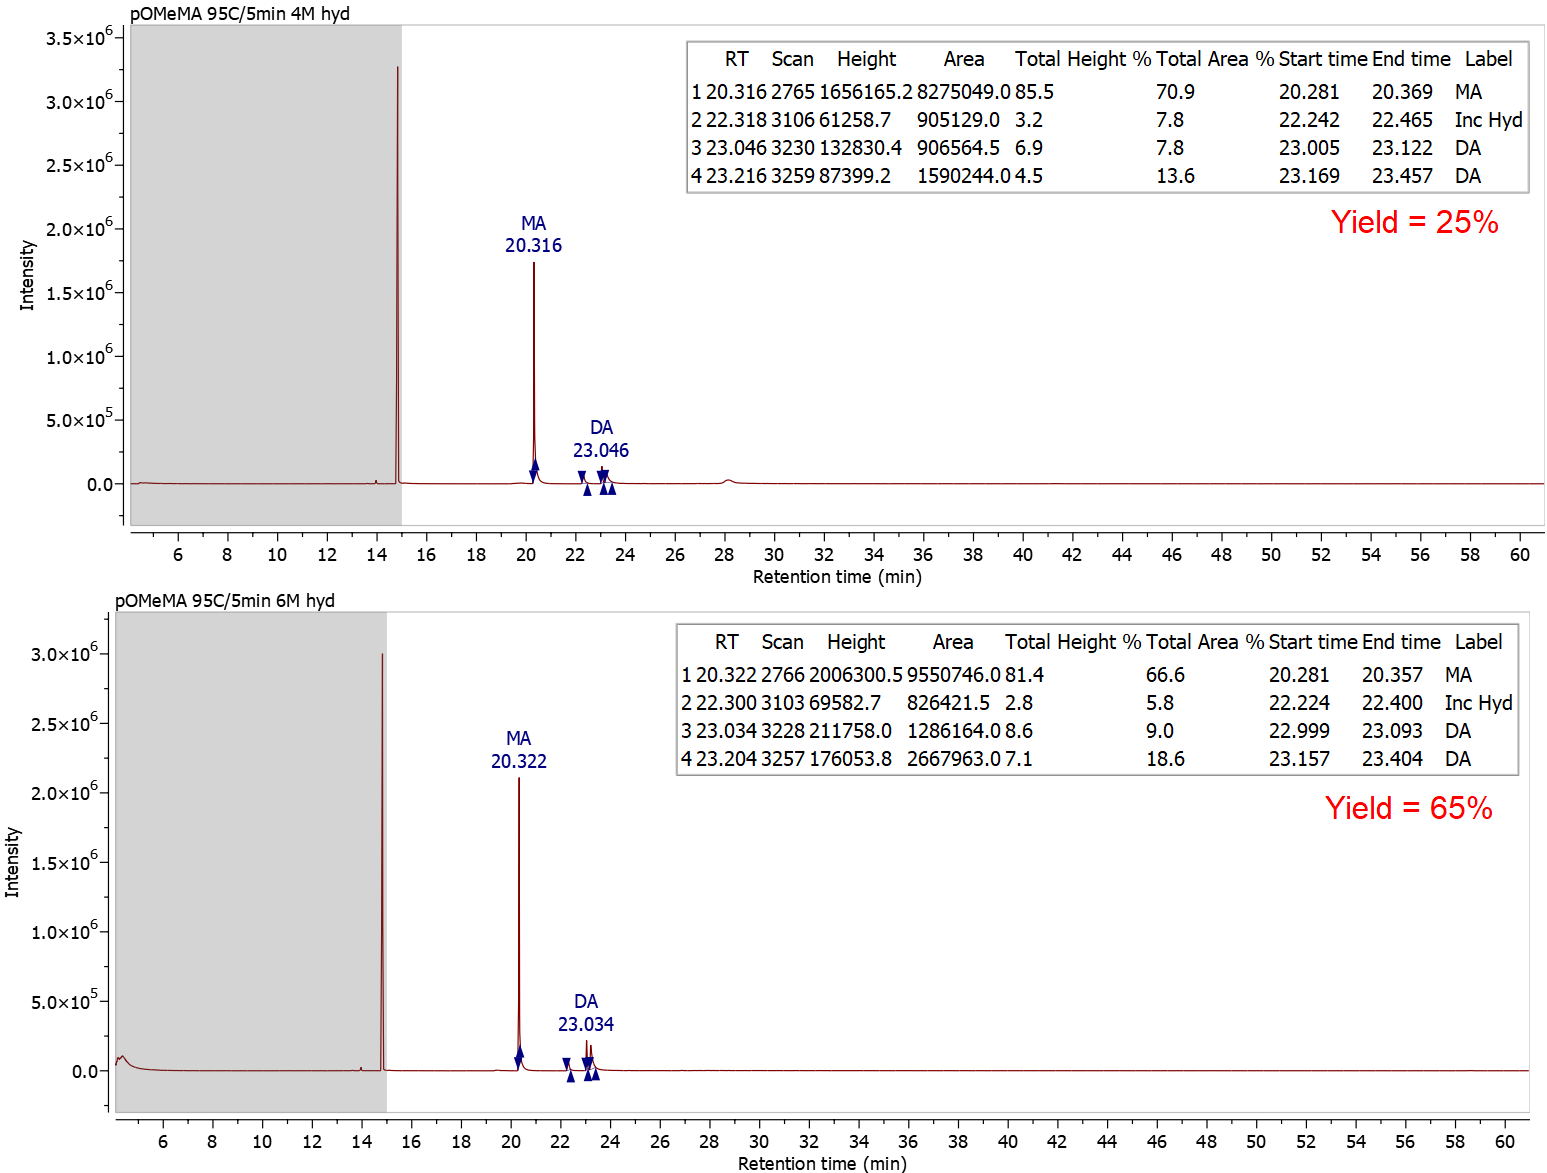 pOMeMA 95C/5min 4M hyd
3.5×10⁶
3.0×10⁶
2.5×10⁶
2.0×10⁶
1.5×10⁶
1.0×10⁶
5.0×10⁵
0.0
Intensity
RT Scan Height Area Total Height % Total Area % Start time End time Label
1 20.316 2765 1656165.2 8275049.0 85.5 70.9 20.281 20.369 MA
2 22.318 3106 61258.7 905129.0 3.2 7.8 22.242 22.465 Inc Hyd
3 23.046 3230 132830.4 906564.5 6.9 7.8 23.005 23.122 DA
4 23.216 3259 87399.2 1590244.0 4.5 13.6 23.169 23.457 DA
Yield = 25%
MA
20.316
DA
23.046
6 8 10 12 14 16 18 20 22 24 26 28 30 32 34 36 38 40 42 44 46 48 50 52 54 56 58 60
Retention time (min)
pOMeMA 95C/5min 6M hyd
3.0×10⁶
2.5×10⁶
2.0×10⁶
1.5×10⁶
1.0×10⁶
5.0×10⁵
0.0
Intensity
RT Scan Height Area Total Height % Total Area % Start time End time Label
1 20.322 2766 2006300.5 9550746.0 81.4 66.6 20.281 20.357 MA
2 22.300 3103 69582.7 826421.5 2.8 5.8 22.224 22.400 Inc Hyd
3 23.034 3228 211758.0 1286164.0 8.6 9.0 22.999 23.093 DA
4 23.204 3257 176053.8 2667963.0 7.1 18.6 23.157 23.404 DA
Yield = 65%
MA
20.322
DA
23.034
6 8 10 12 14 16 18 20 22 24 26 28 30 32 34 36 38 40 42 44 46 48 50 52 54 56 58 60
Retention time (min)